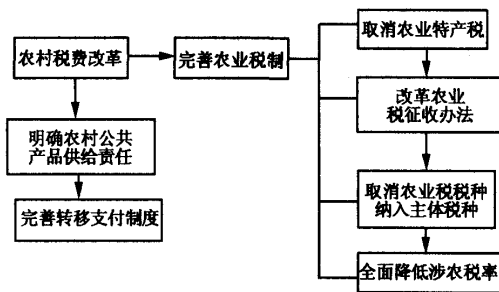 农村税费改革
完善农业税制
取消农业特产税
改革农业
税征收办法
明确农村公共
产品供给责任
取消农业税税种
纳入主体税种
完善转移支付制度
全面降低涉农税率